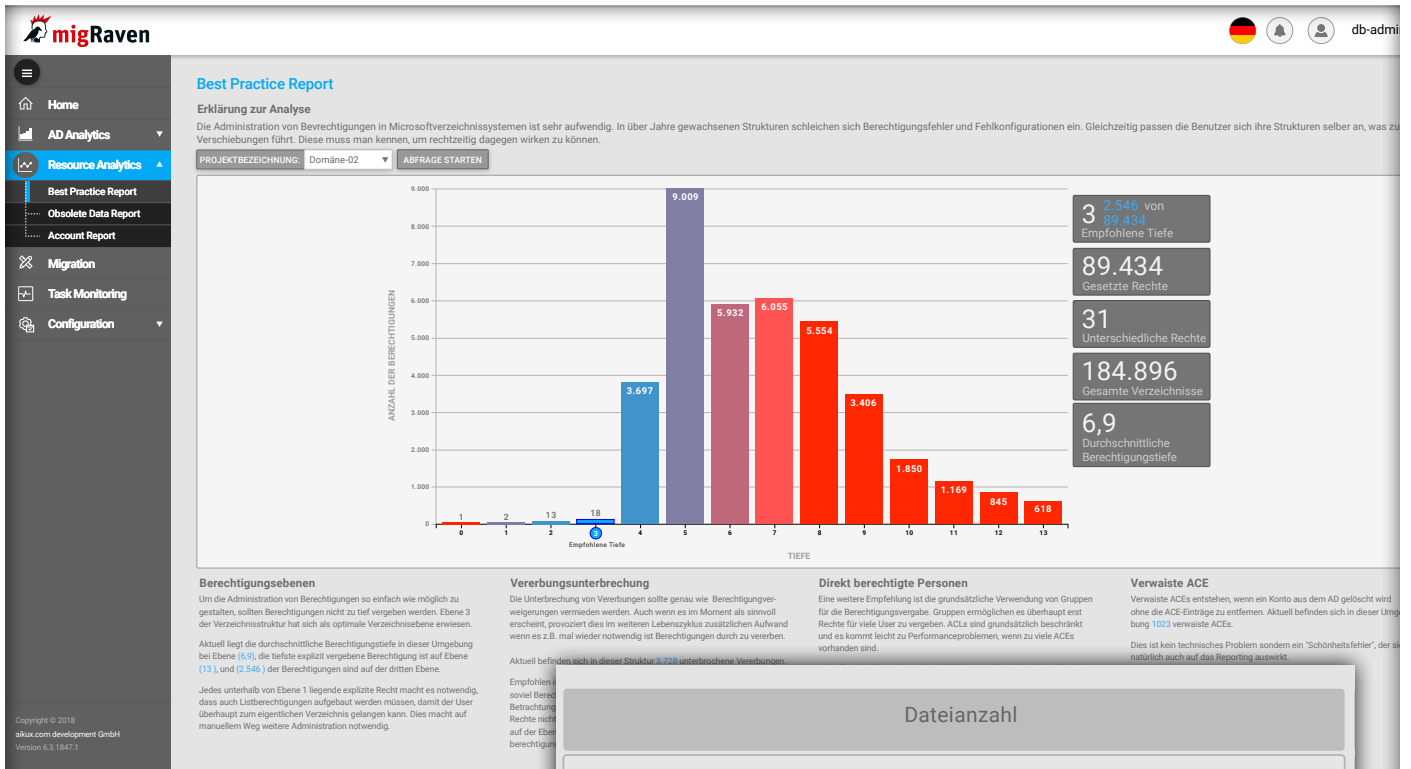 migRaven
db-admi
Home
AD Analytics
Resource Analytics
Best Practice Report
Obsolete Data Report
Account Report
Migration
Task Monitoring
Configuration
Copyright © 2018
aikux.com development GmbH
Version 6.3.1847.1
Best Practice Report
Erklärung zur Analyse
Die Administration von Bevrechtigungen in Microsoftverzeichnissystemen ist sehr aufwendig. In über Jahre gewachsenen Strukturen schleichen sich Berechtigungsfehler und Fehlkonfigurationen ein. Gleichzeitig passen die Benutzer sich ihre Strukturen selber an, was zu
Verschiebungen führt. Diese muss man kennen, um rechtzeitig dagegen wirken zu können.
PROJEKTBEZEICHNUNG: Domäne-02 ABFRAGE STARTEN
ANZAHL DER BERECHTIGUNGEN
9.000
8.000
7.000
6.000
5.000
4.000
3.000
2.000
1.000
0
1 2 13 18 3.697 9.009 5.932 6.055 5.554 3.406 1.850 1.169 845 618
0 1 2 3 4 5 6 7 8 9 10 11 12 13
Empfohlene Tiefe
TIEFE
3 2.546 von
89.434
Empfohlene Tiefe
89.434
Gesetzte Rechte
31
Unterschiedliche Rechte
184.896
Gesamte Verzeichnisse
6,9
Durchschnittliche
Berechtigungstiefe
Berechtigungsebenen
Um die Administration von Berechtigungen so einfach wie möglich zu
gestalten, sollten Berechtigungen nicht zu tief vergeben werden. Ebene 3
der Verzeichnisstruktur hat sich als optimale Verzeichnisebene erwiesen.
Aktuell liegt die durchschnittliche Berechtigungstiefe in dieser Umgebung
bei Ebene (6,9), die tiefste explizit vergebene Berechtigung ist auf Ebene
(13 ), und (2.546 ) der Berechtigungen sind auf der dritten Ebene.
Jedes unterhalb von Ebene 1 liegende explizite Recht macht es notwendig,
dass auch Listberechtigungen aufgebaut werden müssen, damit der User
überhaupt zum eigentlichen Verzeichnis gelangen kann. Dies macht auf
manuellem Weg weitere Administration notwendig.
Vererbungsunterbrechung
Die Unterbrechung von Vererbungen sollte genau wie Berechtigungver-
weigerungen vermieden werden. Auch wenn es im Moment als sinnvoll
erscheint, provoziert dies im weiteren Lebenszyklus zusätzlichen Aufwand
wenn es z.B. mal wieder notwendig ist Berechtigungen durch zu vererben.
Aktuell befinden sich in dieser Struktur 3.728 unterbrochene Vererbungen.
Empfohlen i
soviel Berec
Betrachtung
Rechte nicht
auf der Eben
berechtigun
Direkt berechtigte Personen
Eine weitere Empfehlung ist die grundsätzliche Verwendung von Gruppen
für die Berechtigungsvergabe. Gruppen ermöglichen es überhaupt erst
Rechte für viele User zu vergeben. ACLs sind grundsätzlich beschränkt
und es kommt leicht zu Performanceproblemen, wenn zu viele ACEs
vorhanden sind.
Verwaiste ACE
Verwaiste ACEs entstehen, wenn ein Konto aus dem AD gelöscht wird
ohne die ACE-Einträge zu entfernen. Aktuell befinden sich in dieser Umge
bung 1023 verwaiste ACEs.
Dies ist kein technisches Problem sondern ein "Schönheitsfehler", der si
natürlich auch auf das Reporting auswirkt.
Dateianzahl